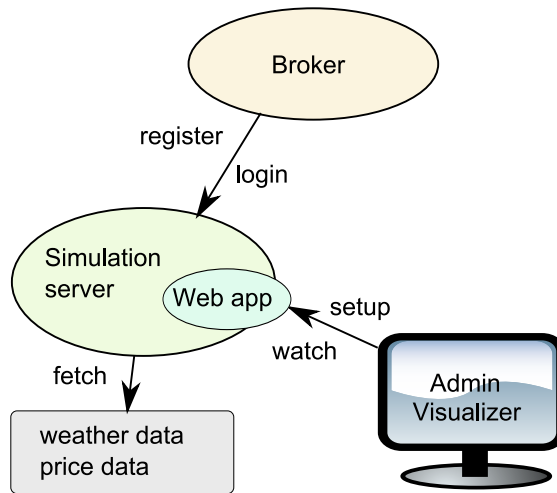 Broker
register
login
Simulation
server
Web app
setup
watch
fetch
Admin
Visualizer
weather data
price data